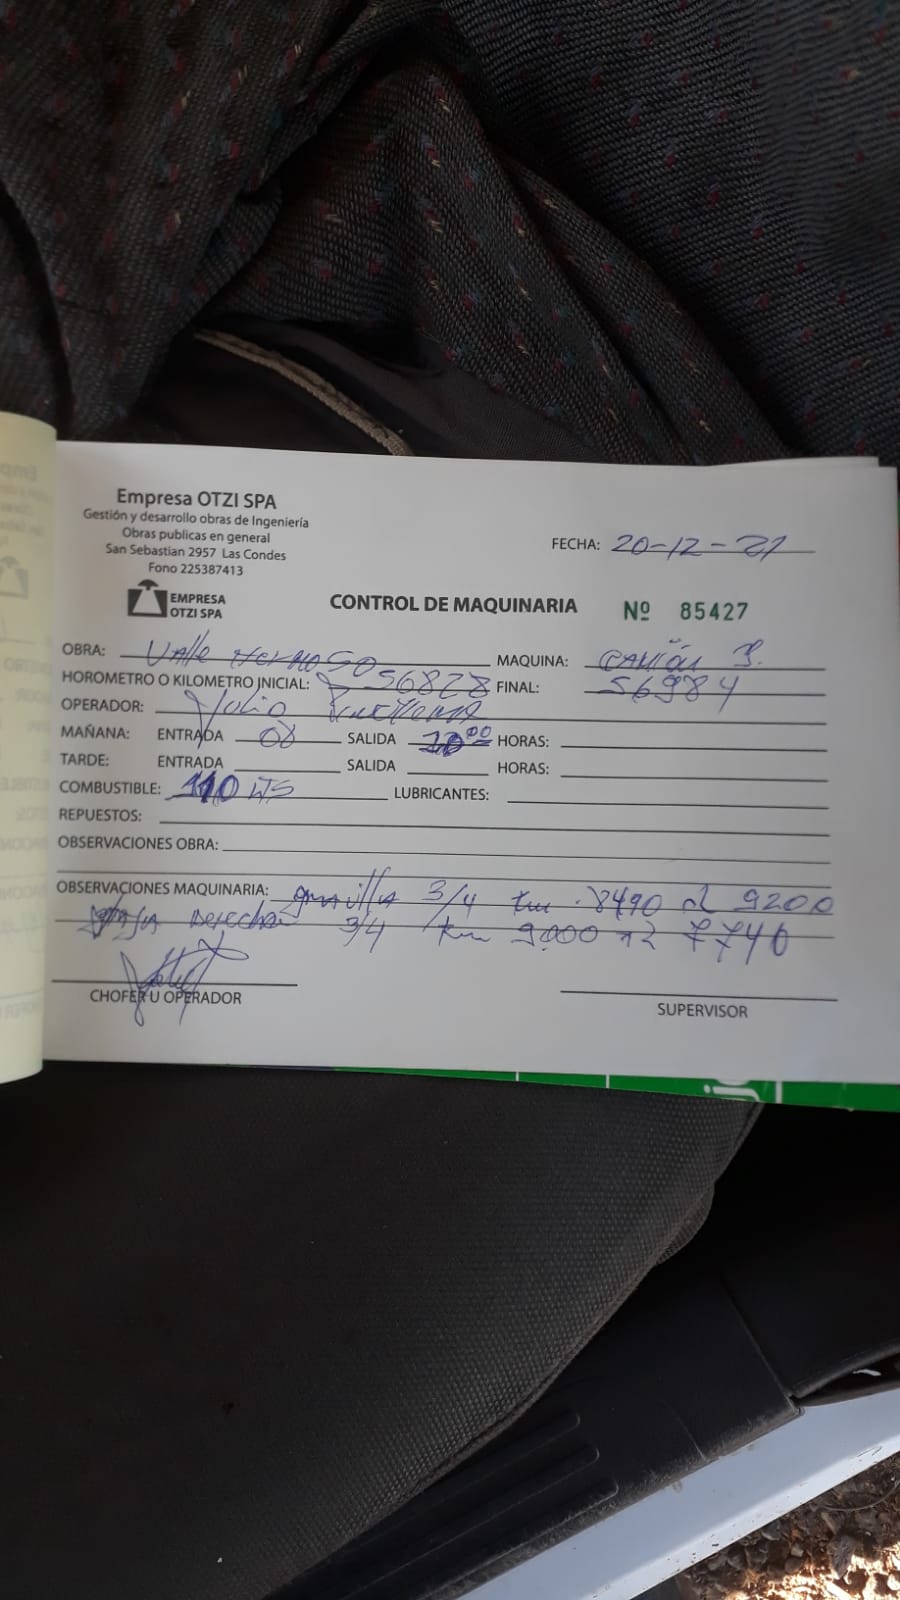 Empresa OTZI SPA
Gestión y desarrollo obras de Ingeniería
Obras publicas en general
San Sebastian 2957 Las Condes
Fono 225387413
EMPRESA
OTZI SPA
FECHA: 20-12-21
CONTROL DE MAQUINARIA Nº 85427
OBRA: Valle Hermoso MAQUINA: CAMIÓN
HOROMETRO O KILOMETRO INICIAL: 56828 FINAL: 56984
OPERADOR: Julio
MAÑANA: ENTRADA 08 SALIDA HORAS:
TARDE: ENTRADA SALIDA HORAS:
COMBUSTIBLE: 110 LTS LUBRICANTES:
REPUESTOS:
OBSERVACIONES OBRA:
OBSERVACIONES MAQUINARIA: gravilla 3/4 km 8490 al 9200
Derecha 3/4 km 9.000 al 7740
CHOFER U OPERADOR
SUPERVISOR